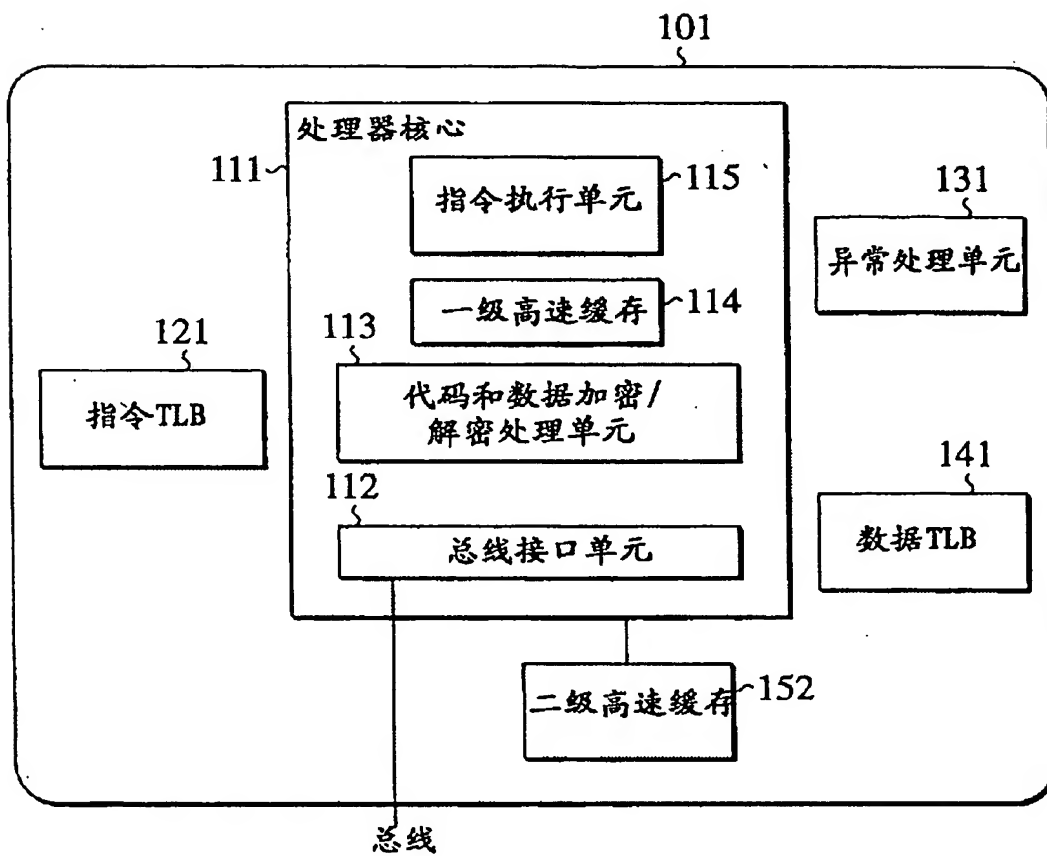 101
处理器核心
111
指令执行单元
115
131
异常处理单元
一级高速缓存
114
113
121
代码和数据加密/
解密处理单元
指令TLB
112
141
总线接口单元
数据TLB
二级高速缓存
152
总线